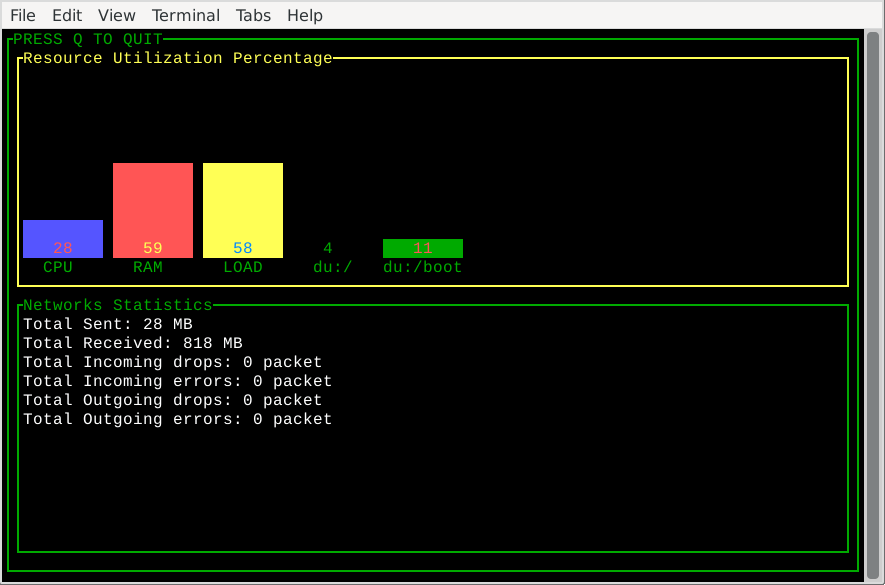 File Edit View Terminal Tabs Help
PRESS Q TO QUIT
Resource Utilization Percentage
28 59 58 4 11
CPU RAM LOAD du:/ du:/boot
Networks Statistics
Total Sent: 28 MB
Total Received: 818 MB
Total Incoming drops: 0 packet
Total Incoming errors: 0 packet
Total Outgoing drops: 0 packet
Total Outgoing errors: 0 packet